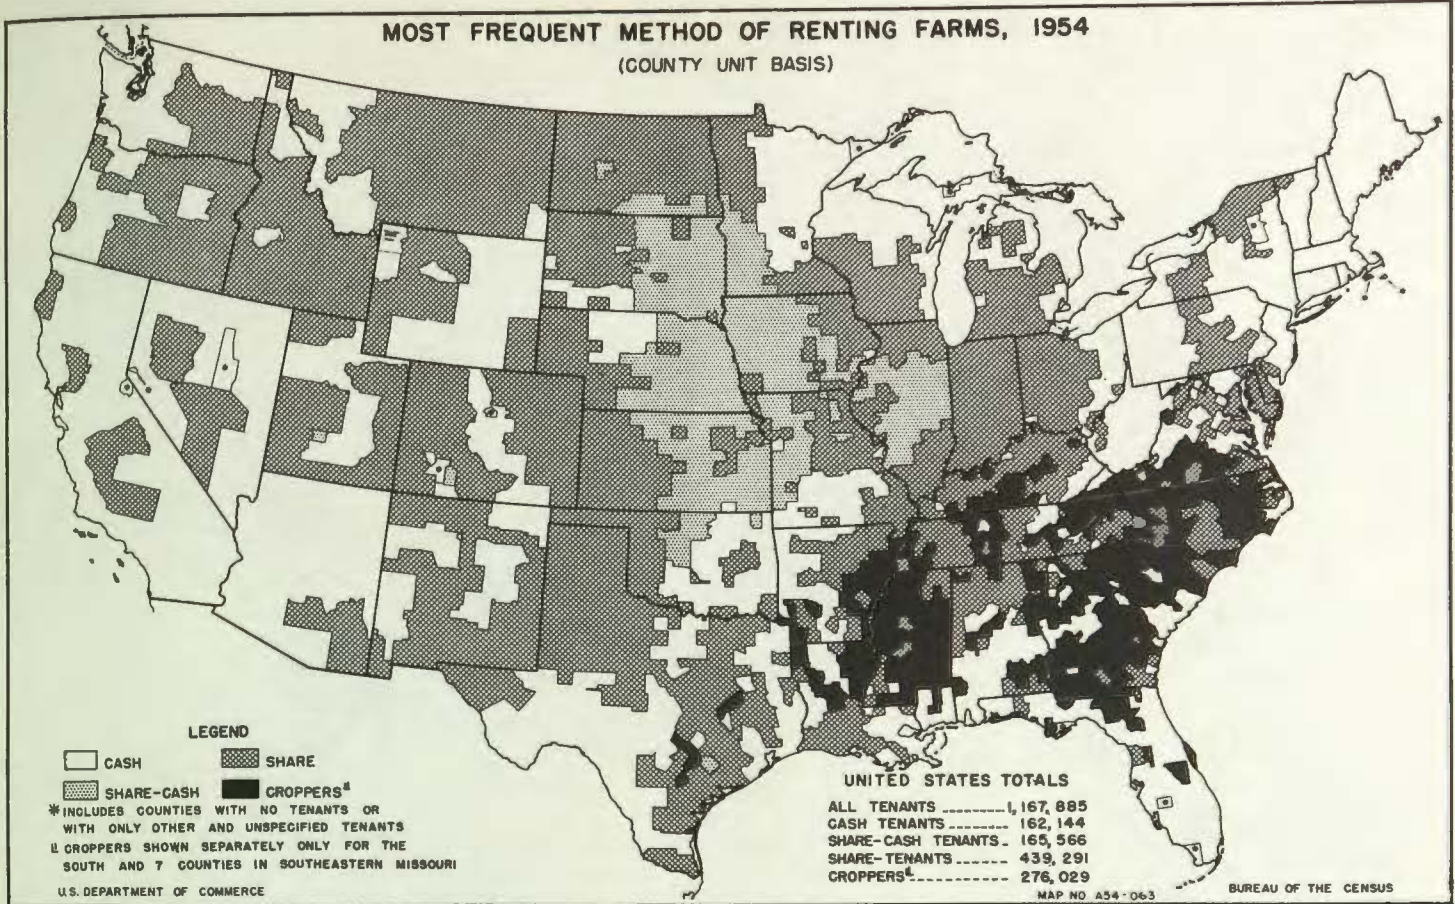 MOST FREQUENT METHOD OF RENTING FARMS, 1954
(COUNTY UNIT BASIS)
LEGEND
CASH
SHARE
SHARE-CASH
CROPPERS⅟
* INCLUDES COUNTIES WITH NO TENANTS OR
WITH ONLY OTHER AND UNSPECIFIED TENANTS
⅟ CROPPERS SHOWN SEPARATELY ONLY FOR THE
SOUTH AND 7 COUNTIES IN SOUTHEASTERN MISSOURI
U.S. DEPARTMENT OF COMMERCE
UNITED STATES TOTALS
ALL TENANTS ---------- 1,167,885
CASH TENANTS -------- 162,144
SHARE-CASH TENANTS - 165,566
SHARE-TENANTS ------ 439,291
CROPPERS⅟ ----------- 276,029
MAP NO A54-063
BUREAU OF THE CENSUS